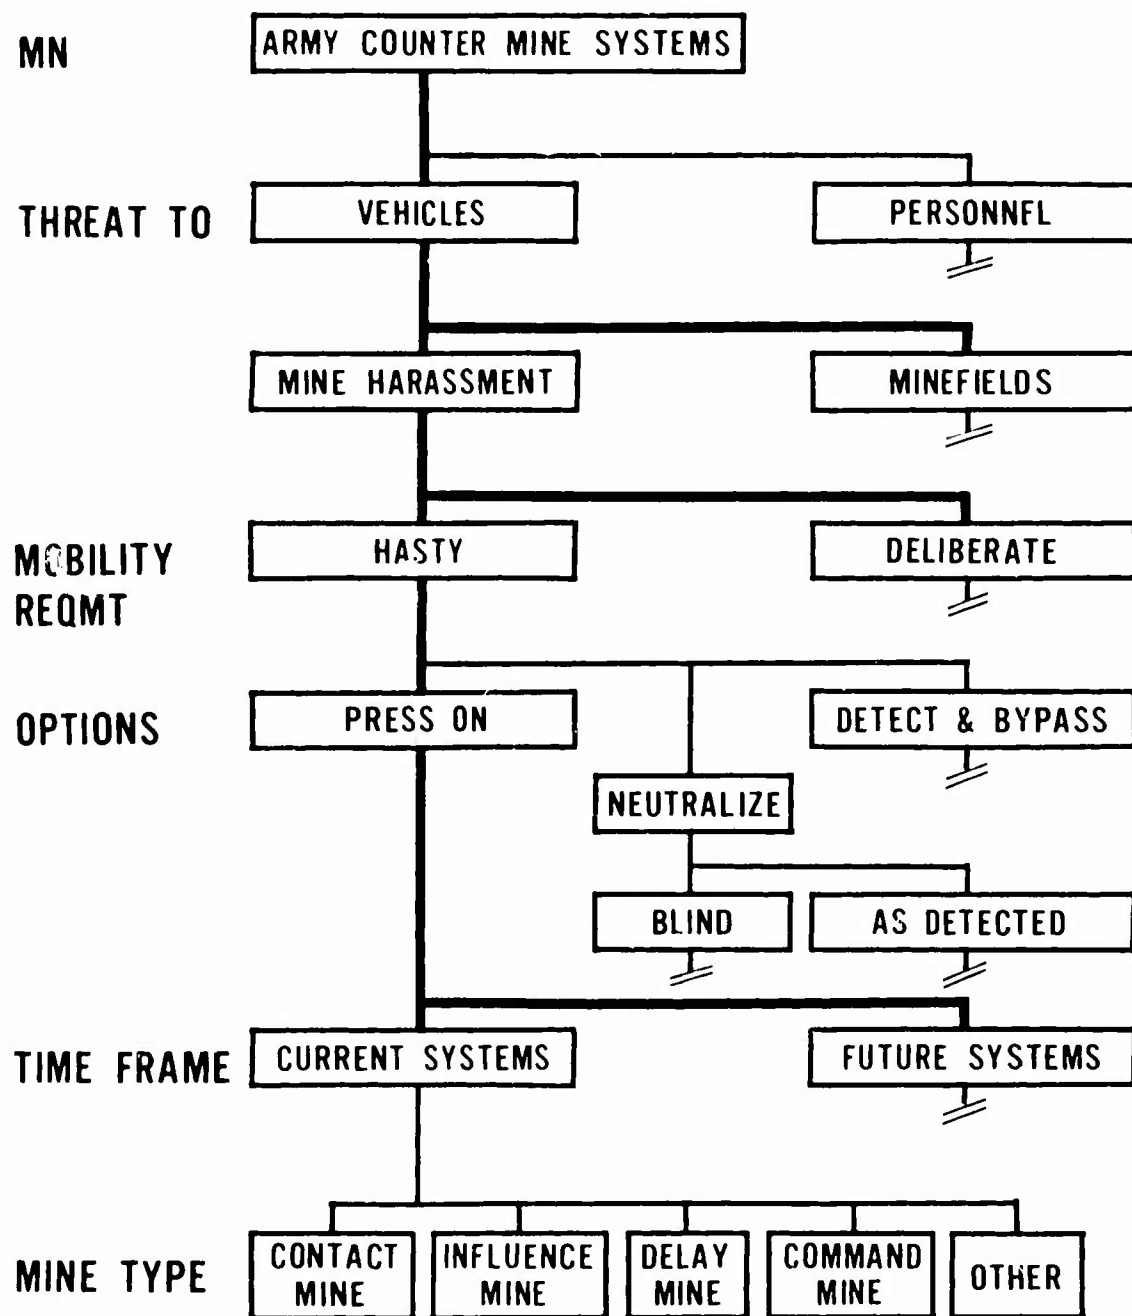 MN
ARMY COUNTER MINE SYSTEMS
THREAT TO
VEHICLES
PERSONNFL
MINE HARASSMENT
MINEFIELDS
MOBILITY
REQMT
HASTY
DELIBERATE
OPTIONS
PRESS ON
DETECT & BYPASS
NEUTRALIZE
BLIND
AS DETECTED
TIME FRAME
CURRENT SYSTEMS
FUTURE SYSTEMS
MINE TYPE
CONTACT
MINE
INFLUENCE
MINE
DELAY
MINE
COMMAND
MINE
OTHER